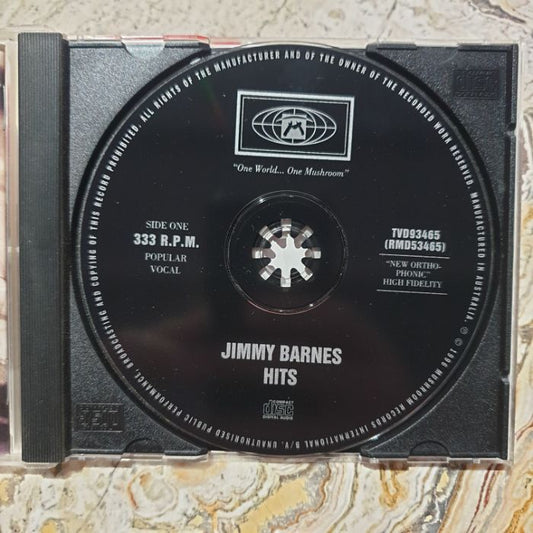 ALL RIGHTS OF THE MANUFACTURER AND OF THE OWNER OF THE RECORDED WORK RESERVED. MANUFACTURED IN AUSTRALIA. ℗ © 1996 MUSHROOM RECORDS INTERNATIONAL B/V. UNAUTHORISED PUBLIC PERFORMANCE, BROADCASTING AND COPYING OF THIS RECORD PROHIBITED.
"One World... One Mushroom"
SIDE ONE
333 R.P.M.
POPULAR
VOCAL
TVD93465
(RMD53465)
"NEW ORTHO-
PHONIC"
HIGH FIDELITY
JIMMY BARNES
HITS
COMPACT
disc
DIGITAL AUDIO